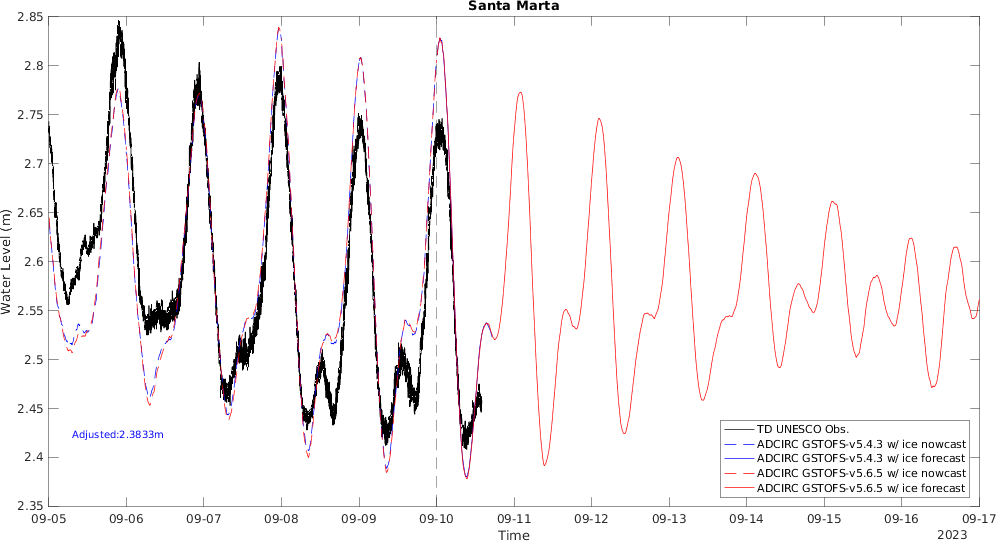 Santa Marta
2.85
2.8
2.75
2.7
2.65
2.6
2.55
2.5
2.45
2.4
2.35
Water Level (m)
Adjusted:2.3833m
TD UNESCO Obs.
ADCIRC GSTOFS-v5.4.3 w/ ice nowcast
ADCIRC GSTOFS-v5.4.3 w/ ice forecast
ADCIRC GSTOFS-v5.6.5 w/ ice nowcast
ADCIRC GSTOFS-v5.6.5 w/ ice forecast
09-05 09-06 09-07 09-08 09-09 09-10 09-11 09-12 09-13 09-14 09-15 09-16 09-17
Time
2023